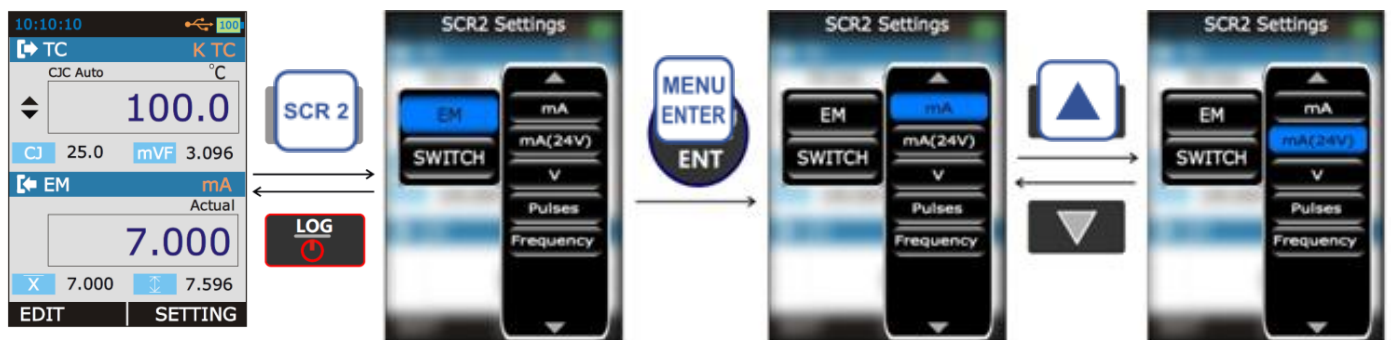 10:10:10 100
TC K TC
CJC Auto °C
100.0
CJ 25.0 mVF 3.096
EM mA
Actual
7.000
X 7.000 7.596
EDIT SETTING
SCR 2
LOG
SCR2 Settings
EM
SWITCH
mA
mA(24V)
V
Pulses
Frequency
MENU
ENTER
ENT
SCR2 Settings
EM
SWITCH
mA
mA(24V)
V
Pulses
Frequency
SCR2 Settings
EM
SWITCH
mA
mA(24V)
V
Pulses
Frequency